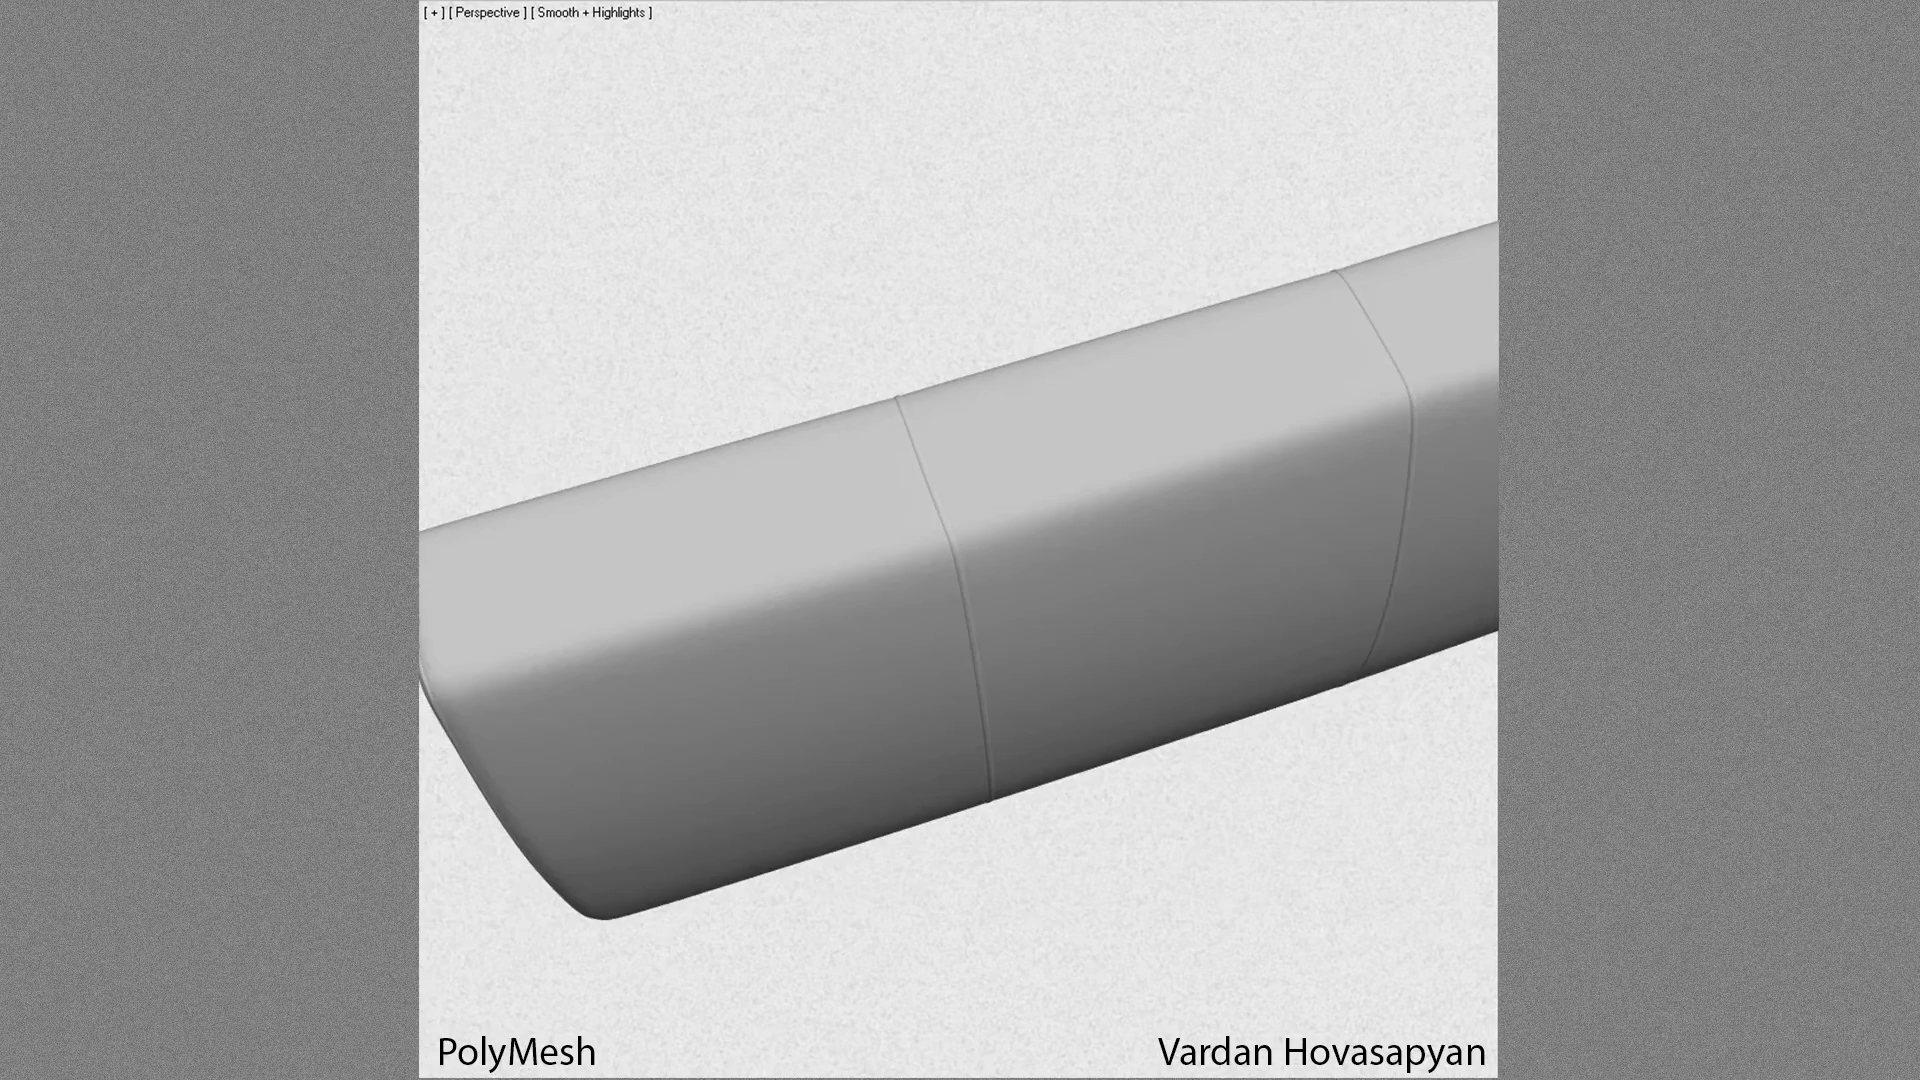 [ + ] [ Perspective ] [ Smooth + Highlights ]
PolyMesh
Vardan Hovasapyan